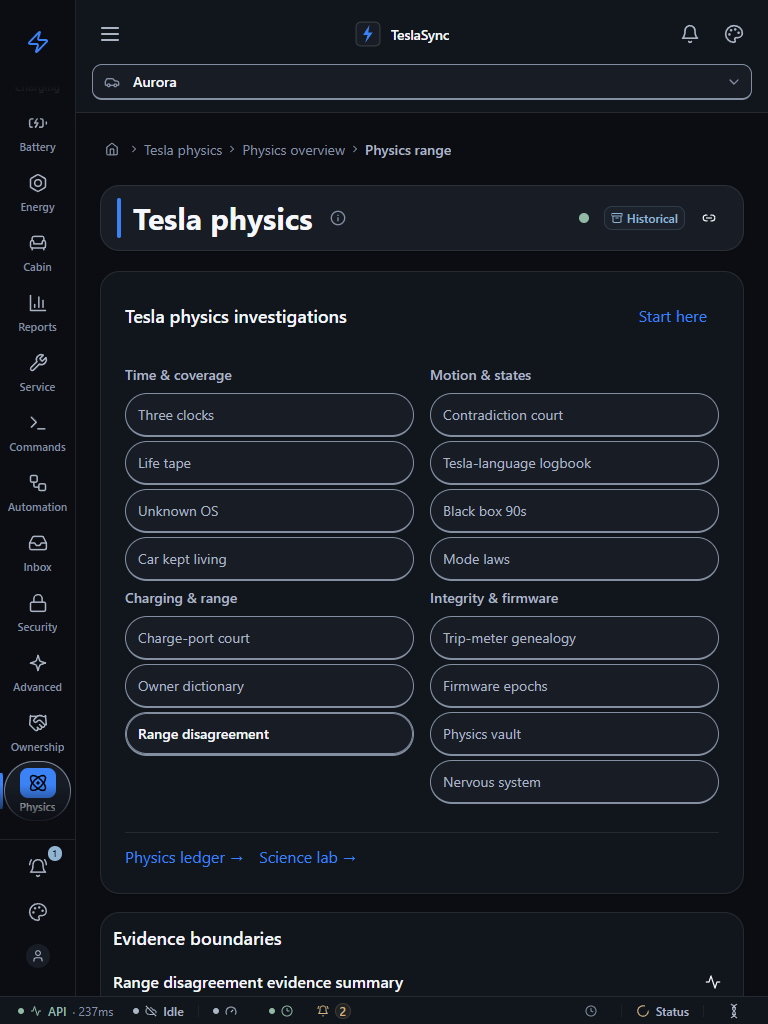 TeslaSync
Aurora
Charging
Battery
Energy
Cabin
Reports
Service
Commands
Automation
Inbox
Security
Advanced
Ownership
Physics
1
Tesla physics > Physics overview > Physics range
Tesla physics
Historical
Tesla physics investigations
Start here
Time & coverage
Three clocks
Life tape
Unknown OS
Car kept living
Motion & states
Contradiction court
Tesla-language logbook
Black box 90s
Mode laws
Charging & range
Charge-port court
Owner dictionary
Range disagreement
Integrity & firmware
Trip-meter genealogy
Firmware epochs
Physics vault
Nervous system
Physics ledger →
Science lab →
Evidence boundaries
Range disagreement evidence summary
API · 237ms
Idle
2
Status